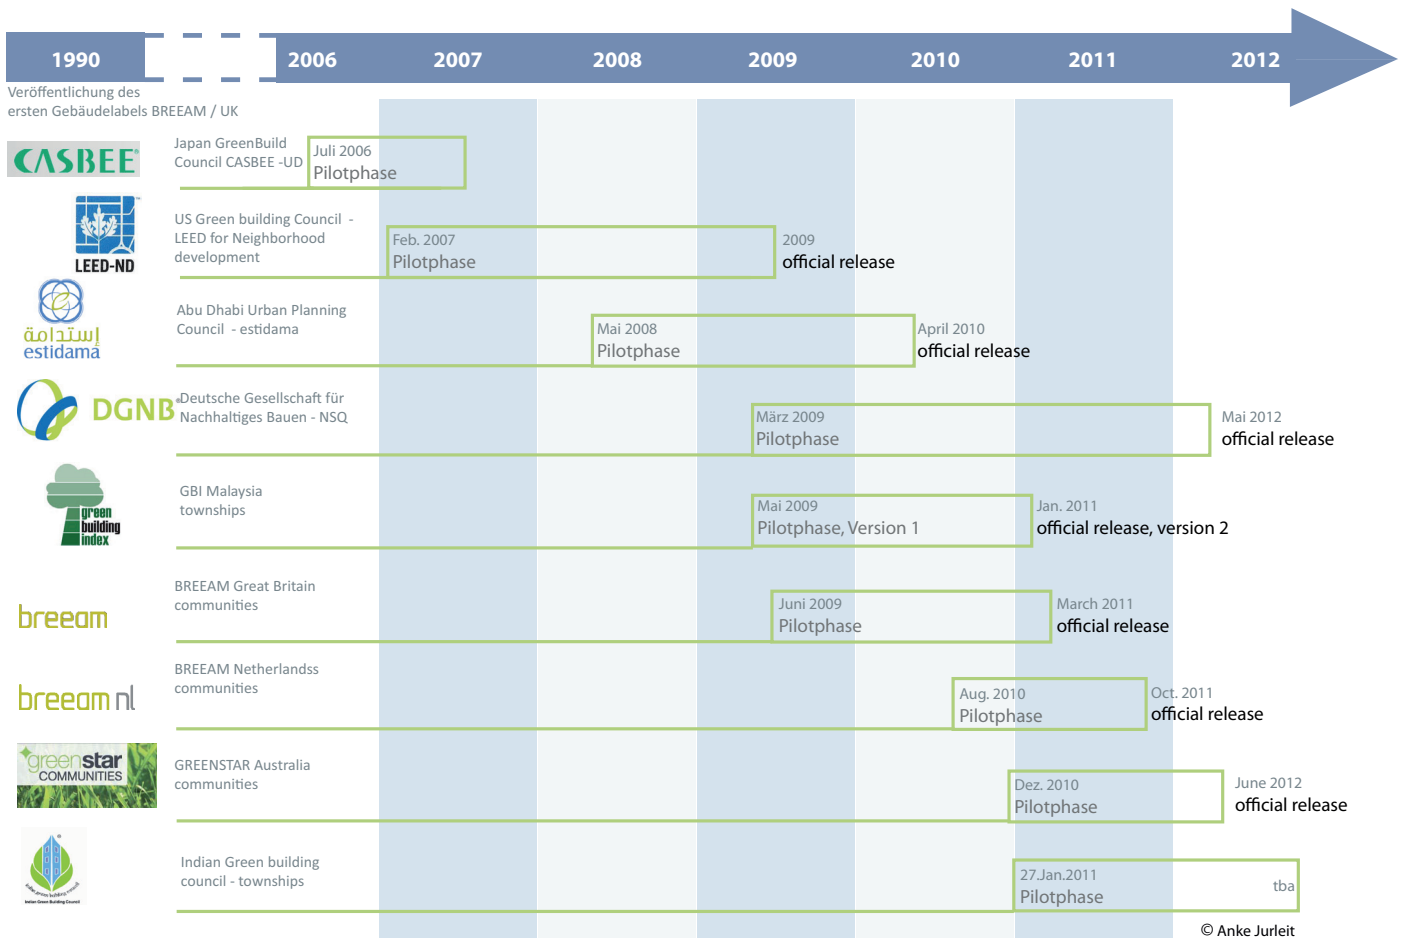 1990 2006 2007 2008 2009 2010 2011 2012
Veröffentlichung des
ersten Gebäudelabels BREEAM / UK
CASBEE®
Japan GreenBuild
Council CASBEE -UD
Juli 2006
Pilotphase
LEED-ND
US Green building Council -
LEED for Neighborhood
development
Feb. 2007
Pilotphase
2009
official release
إستدامة
estidama
Abu Dhabi Urban Planning
Council - estidama
Mai 2008
Pilotphase
April 2010
official release
DGNB®
Deutsche Gesellschaft für
Nachhaltiges Bauen - NSQ
März 2009
Pilotphase
Mai 2012
official release
green
building
index
GBI Malaysia
townships
Mai 2009
Pilotphase, Version 1
Jan. 2011
official release, version 2
breeam
BREEAM Great Britain
communities
Juni 2009
Pilotphase
March 2011
official release
breeam nl
BREEAM Netherlandss
communities
Aug. 2010
Pilotphase
Oct. 2011
official release
greenstar
COMMUNITIES
GREENSTAR Australia
communities
Dez. 2010
Pilotphase
June 2012
official release
Indian Green Building Council
Indian Green building
council - townships
27.Jan.2011
Pilotphase
tba
© Anke Jurleit